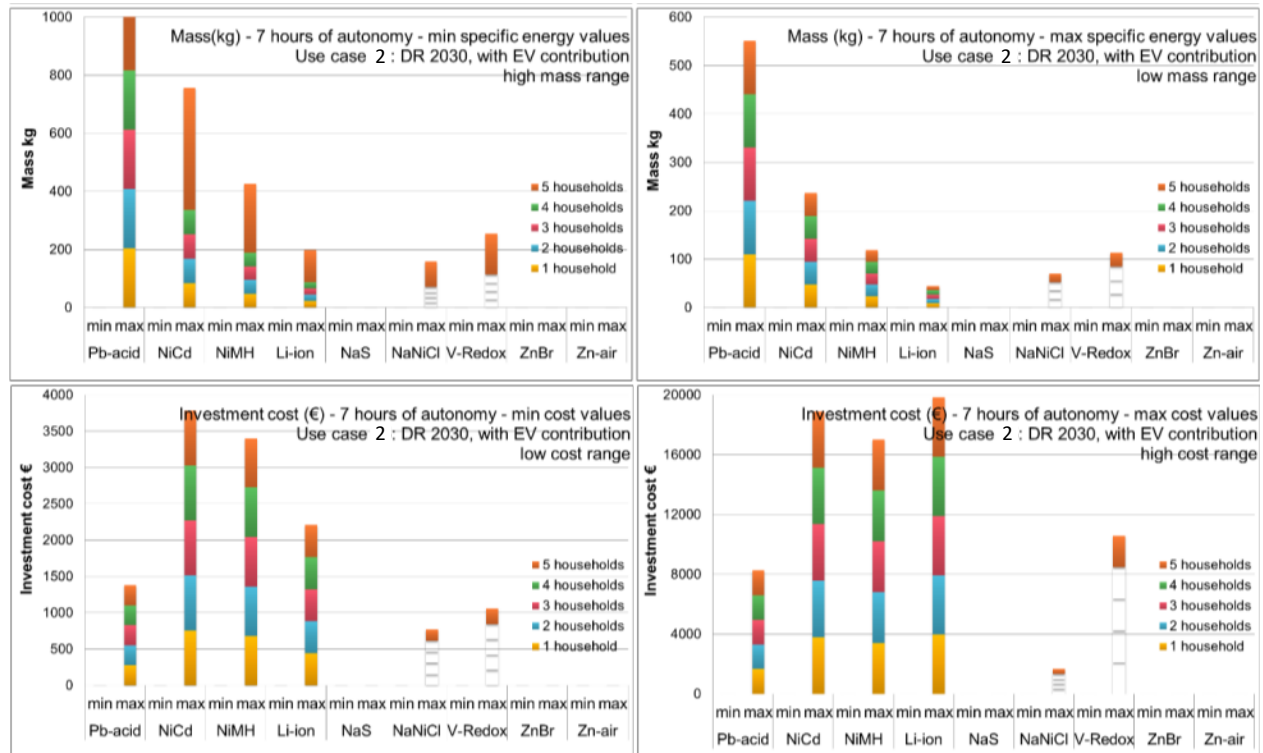 Mass(kg) - 7 hours of autonomy - min specific energy values
Use case 2 : DR 2030, with EV contribution
high mass range
Mass kg
1000
800
600
400
200
0
5 households
4 households
3 households
2 households
1 household
min max min max min max min max min max min max min max min max min max
Pb-acid NiCd NiMH Li-ion NaS NaNiCl V-Redox ZnBr Zn-air
Mass (kg) - 7 hours of autonomy - max specific energy values
Use case 2 : DR 2030, with EV contribution
low mass range
Mass kg
600
500
400
300
200
100
0
5 households
4 households
3 households
2 households
1 household
min max min max min max min max min max min max min max min max min max
Pb-acid NiCd NiMH Li-ion NaS NaNiCl V-Redox ZnBr Zn-air
Investment cost (€) - 7 hours of autonomy - min cost values
Use case 2 : DR 2030, with EV contribution
low cost range
Investment cost €
4000
3500
3000
2500
2000
1500
1000
500
0
5 households
4 households
3 households
2 households
1 household
min max min max min max min max min max min max min max min max min max
Pb-acid NiCd NiMH Li-ion NaS NaNiCl V-Redox ZnBr Zn-air
Investment cost (€) - 7 hours of autonomy - max cost values
Use case 2 : DR 2030, with EV contribution
high cost range
Investment cost €
20000
16000
12000
8000
4000
0
5 households
4 households
3 households
2 households
1 household
min max min max min max min max min max min max min max min max min max
Pb-acid NiCd NiMH Li-ion NaS NaNiCl V-Redox ZnBr Zn-air